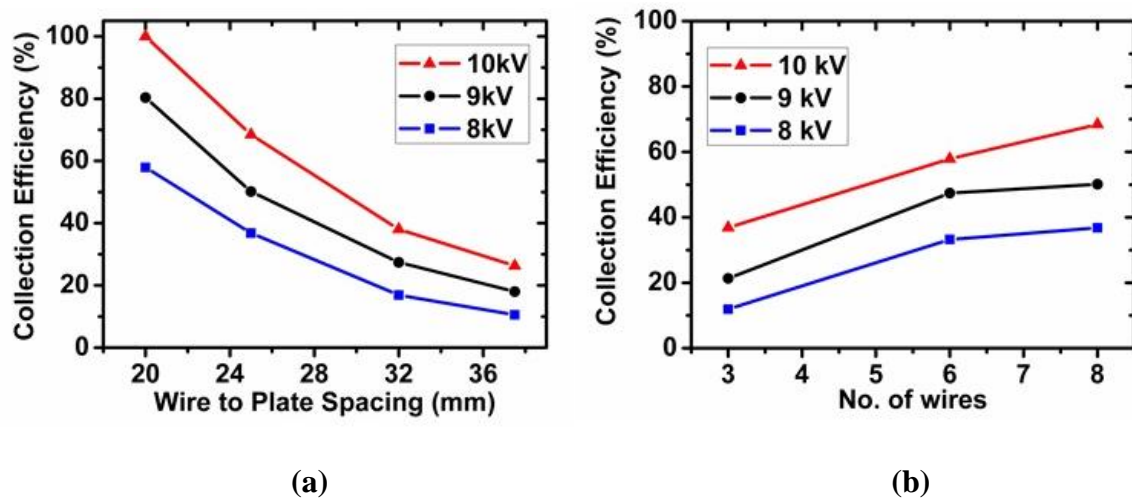 Collection Efficiency (%)
100
80
60
40
20
0
10kV
9kV
8kV
20 24 28 32 36
Wire to Plate Spacing (mm)
(a)
Collection Efficiency (%)
100
80
60
40
20
0
10 kV
9 kV
8 kV
3 4 5 6 7 8
No. of wires
(b)